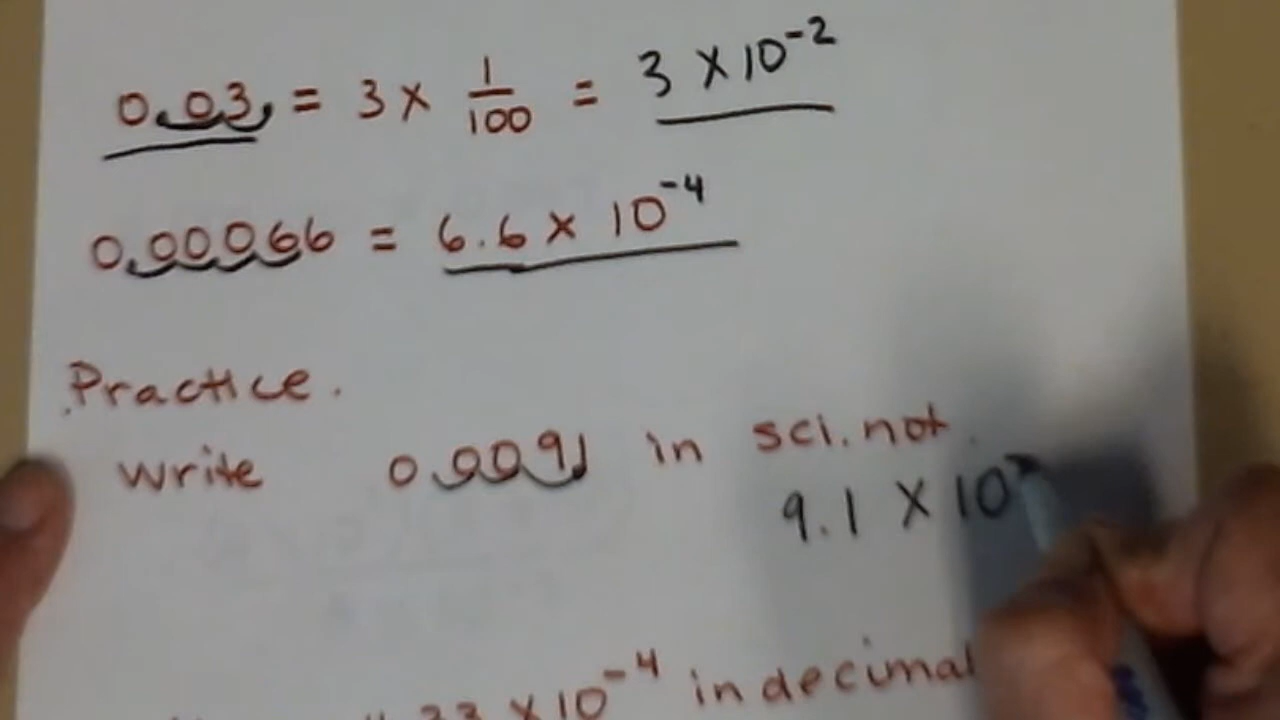 0.03 = 3 × 1/100 = 3 × 10⁻²
0.00066 = 6.6 × 10⁻⁴
Practice.
Write 0.0091 in sci. not.
9.1 × 10
× 10⁻⁴ in decimal